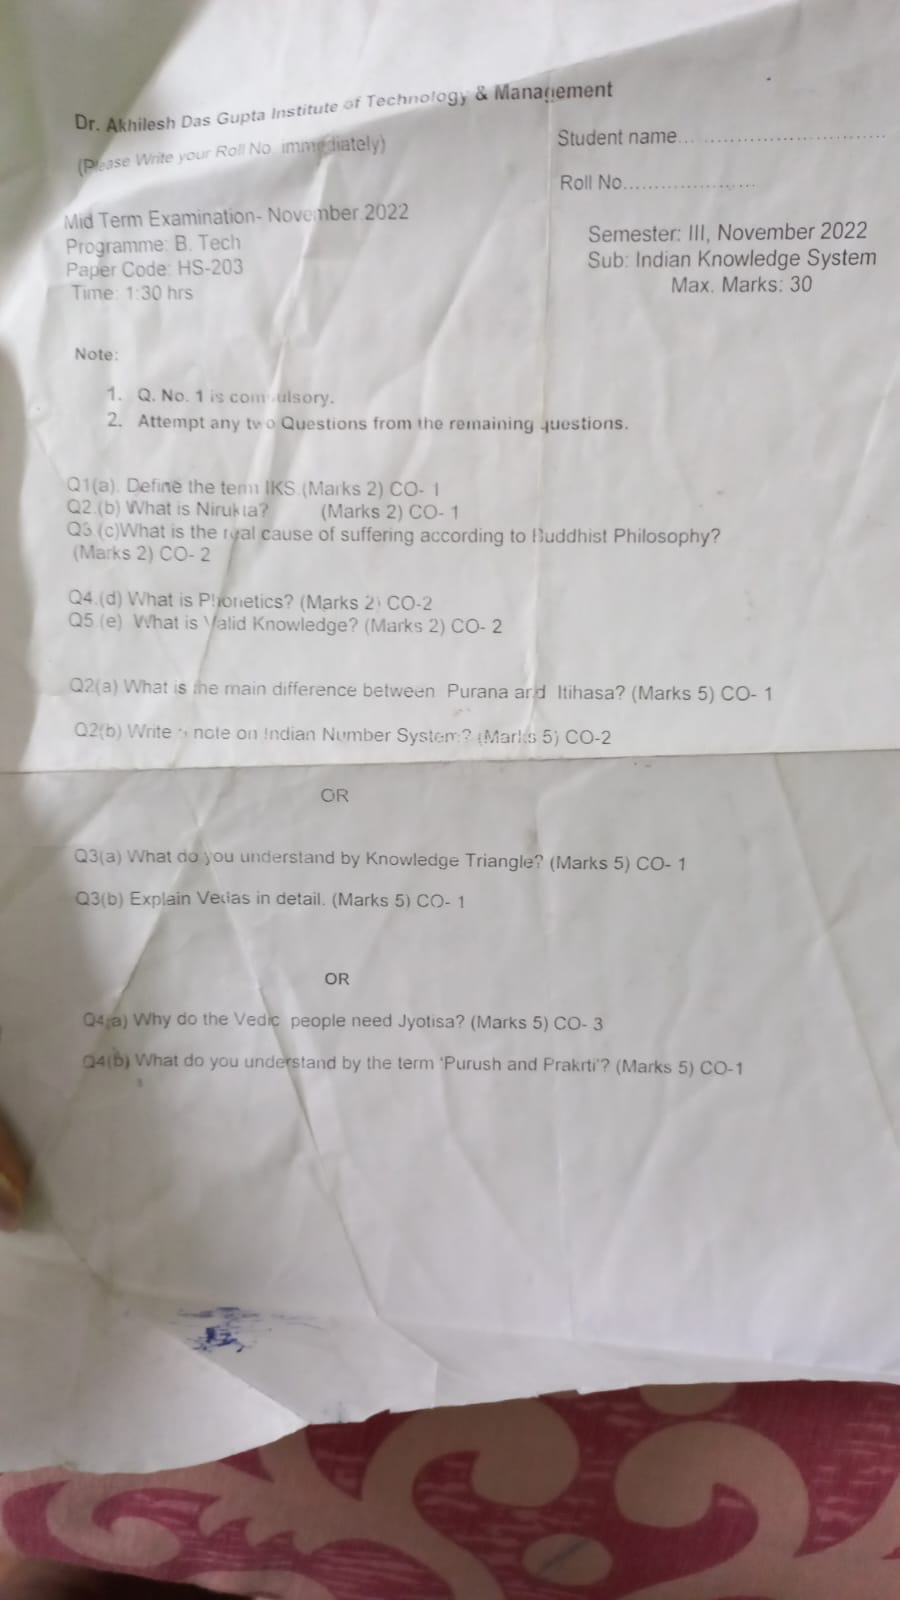 Dr. Akhilesh Das Gupta Institute of Technology & Management
(Please Write your Roll No. immediately)
Student name................................
Roll No.....................
Mid Term Examination- November 2022
Programme: B. Tech
Paper Code: HS-203
Time: 1:30 hrs
Semester: III, November 2022
Sub: Indian Knowledge System
Max. Marks: 30
Note:
1. Q. No. 1 is compulsory.
2. Attempt any two Questions from the remaining questions.
Q1(a). Define the term IKS.(Marks 2) CO- 1
Q2.(b) What is Nirukta? (Marks 2) CO- 1
Q3.(c)What is the real cause of suffering according to Buddhist Philosophy?
(Marks 2) CO- 2
Q4.(d) What is Phonetics? (Marks 2) CO-2
Q5.(e) What is Valid Knowledge? (Marks 2) CO- 2
Q2(a) What is the main difference between Purana and Itihasa? (Marks 5) CO- 1
Q2(b) Write a note on Indian Number System? (Marks 5) CO-2
OR
Q3(a) What do you understand by Knowledge Triangle? (Marks 5) CO- 1
Q3(b) Explain Vedas in detail. (Marks 5) CO- 1
OR
Q4(a) Why do the Vedic people need Jyotisa? (Marks 5) CO- 3
Q4(b) What do you understand by the term ‘Purush and Prakrti’? (Marks 5) CO-1